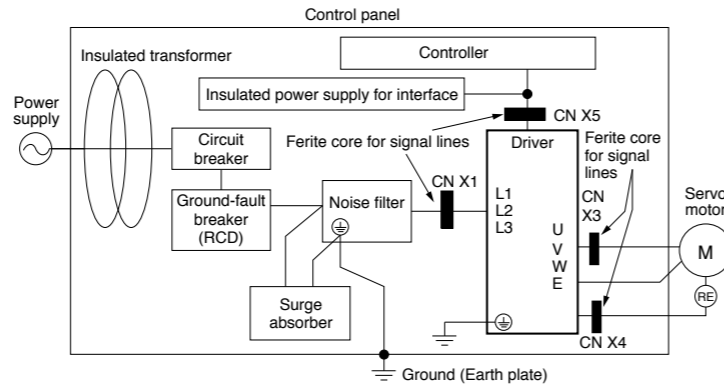 Control panel
Insulated transformer
Controller
Power
supply
Insulated power supply for interface
CN X5
Circuit
breaker
Ferite core for signal lines
Driver
Ferite core
for signal
lines
CN X1
CN
X3
Ground-fault
breaker
(RCD)
Noise filter
L1
L2
L3
U
V
W
E
Servo
motor
M
RE
Surge
absorber
CN X4
Ground (Earth plate)